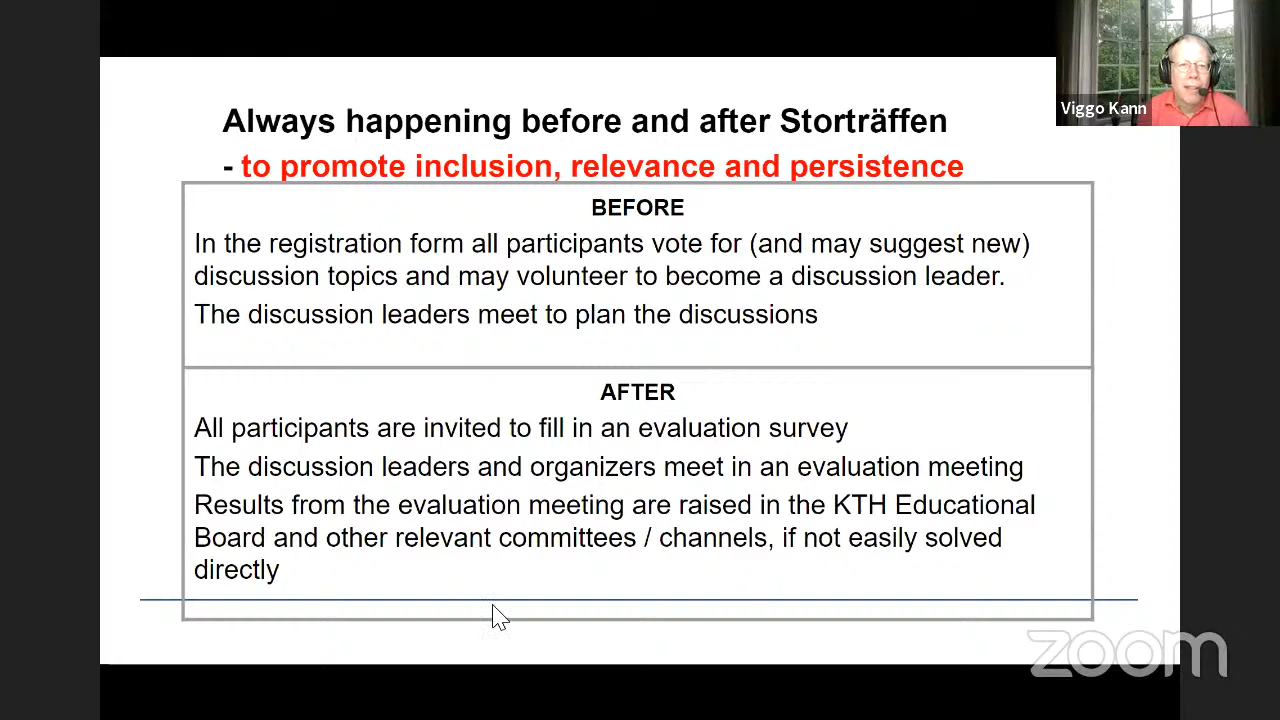 Viggo Kann
Always happening before and after Storträffen
- to promote inclusion, relevance and persistence
BEFORE
In the registration form all participants vote for (and may suggest new)
discussion topics and may volunteer to become a discussion leader.
The discussion leaders meet to plan the discussions
AFTER
All participants are invited to fill in an evaluation survey
The discussion leaders and organizers meet in an evaluation meeting
Results from the evaluation meeting are raised in the KTH Educational
Board and other relevant committees / channels, if not easily solved
directly
zoom